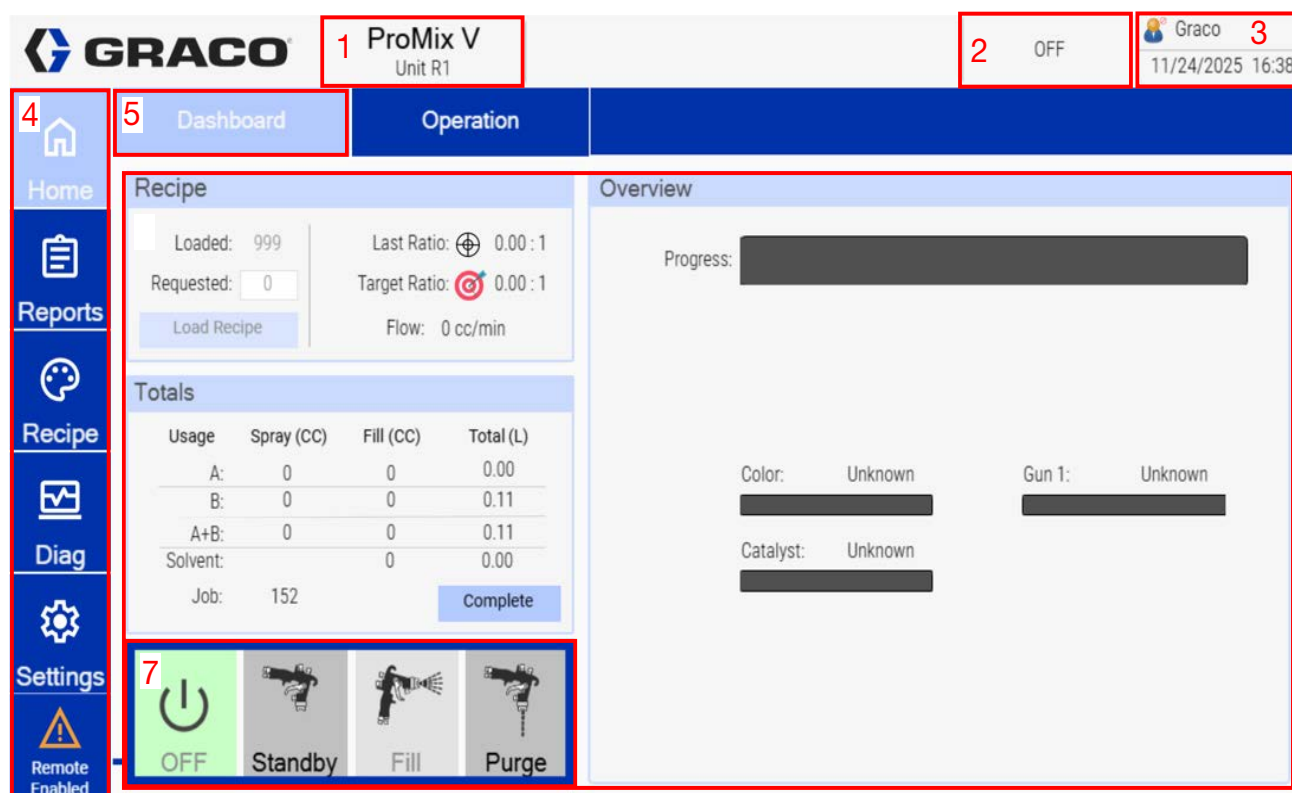 GRACO
1 ProMix V
Unit R1
2 OFF
Graco 3
11/24/2025 16:38
4
Home
Reports
Recipe
Diag
Settings
Remote
Enabled
5 Dashboard
Operation
Recipe
Loaded: 999
Requested: 0
Load Recipe
Last Ratio: 0.00 : 1
Target Ratio: 0.00 : 1
Flow: 0 cc/min
Totals
Usage Spray (CC) Fill (CC) Total (L)
A: 0 0 0.00
B: 0 0 0.11
A+B: 0 0 0.11
Solvent: 0 0.00
Job: 152 Complete
7
OFF Standby Fill Purge
Overview
Progress:
Color: Unknown Gun 1: Unknown
Catalyst: Unknown